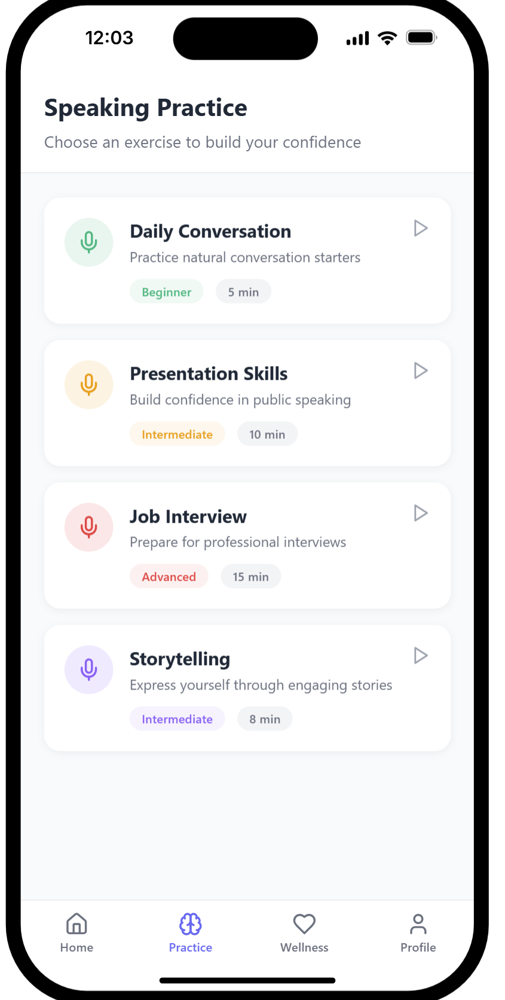 12:03
Speaking Practice
Choose an exercise to build your confidence
Daily Conversation
Practice natural conversation starters
Beginner 5 min
Presentation Skills
Build confidence in public speaking
Intermediate 10 min
Job Interview
Prepare for professional interviews
Advanced 15 min
Storytelling
Express yourself through engaging stories
Intermediate 8 min
Home Practice Wellness Profile